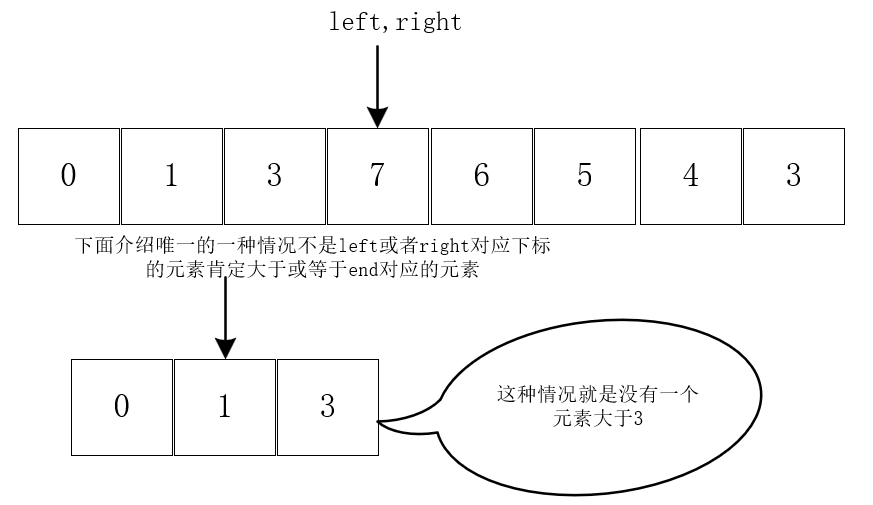 left,right
0 1 3 7 6 5 4 3
下面介绍唯一的一种情况不是left或者right对应下标
的元素肯定大于或等于end对应的元素
0 1 3
这种情况就是没有一个
元素大于3